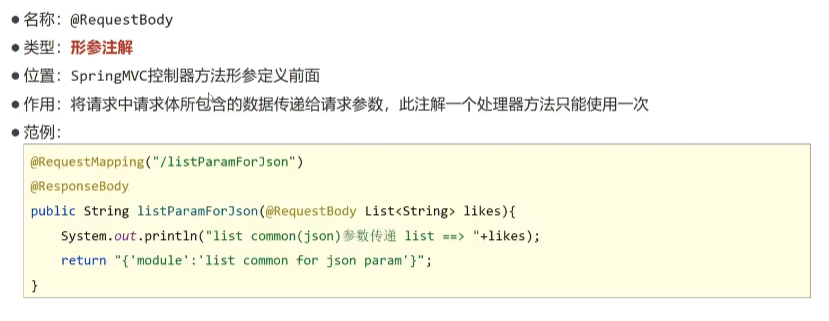 ● 名称：@RequestBody
● 类型：形参注解
● 位置：SpringMVC控制器方法形参定义前面
● 作用：将请求中请求体所包含的数据传递给请求参数，此注解一个处理器方法只能使用一次
● 范例：
@RequestMapping("/listParamForJson")
@ResponseBody
public String listParamForJson(@RequestBody List<String> likes){
    System.out.println("list common(json)参数传递 list ==> "+likes);
    return "{'module':'list common for json param'}";
}